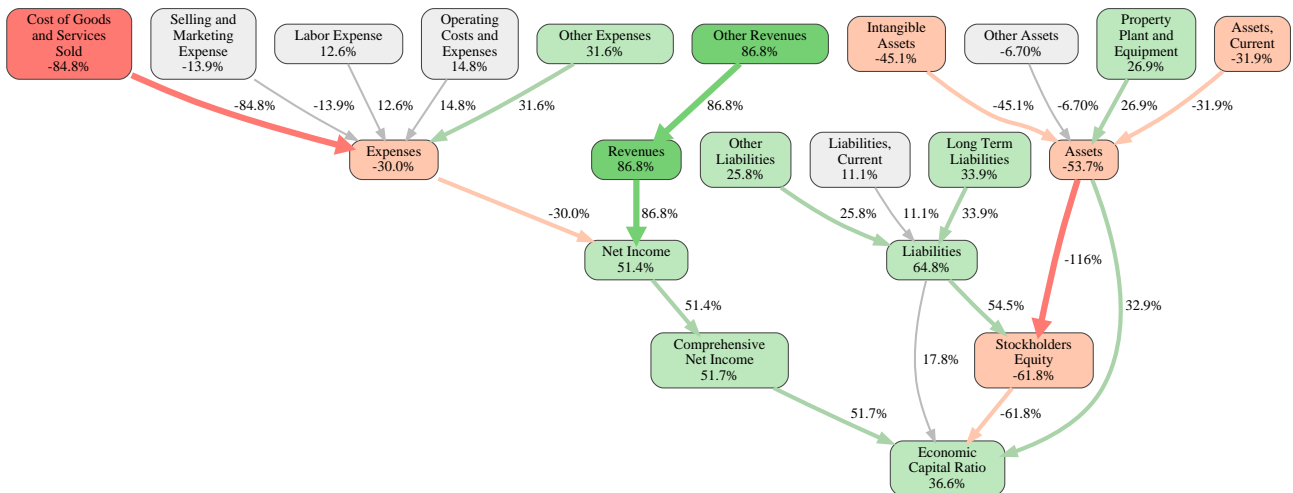 Cost of Goods
and Services
Sold
-84.8%
Selling and
Marketing
Expense
-13.9%
Labor Expense
12.6%
Operating
Costs and
Expenses
14.8%
Other Expenses
31.6%
Other Revenues
86.8%
Intangible
Assets
-45.1%
Other Assets
-6.70%
Property
Plant and
Equipment
26.9%
Assets,
Current
-31.9%
-84.8%
-13.9%
12.6%
14.8%
31.6%
86.8%
-45.1%
-6.70%
26.9%
-31.9%
Expenses
-30.0%
Revenues
86.8%
Other
Liabilities
25.8%
Liabilities,
Current
11.1%
Long Term
Liabilities
33.9%
Assets
-53.7%
-30.0%
86.8%
25.8%
11.1%
33.9%
Net Income
51.4%
Liabilities
64.8%
-116%
51.4%
54.5%
32.9%
Comprehensive
Net Income
51.7%
17.8%
Stockholders
Equity
-61.8%
51.7%
-61.8%
Economic
Capital Ratio
36.6%